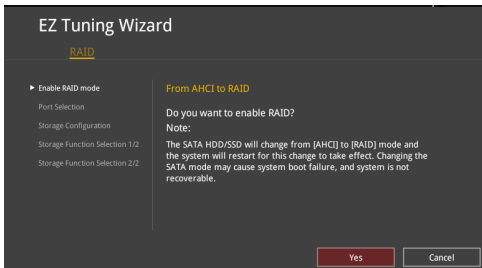 EZ Tuning Wizard
RAID
Enable RAID mode
Port Selection
Storage Configuration
Storage Function Selection 1/2
Storage Function Selection 2/2
From AHCI to RAID
Do you want to enable RAID?
Note:
The SATA HDD/SSD will change from [AHCI] to [RAID] mode and
the system will restart for this change to take effect. Changing the
SATA mode may cause system boot failure, and system is not
recoverable.
Yes
Cancel